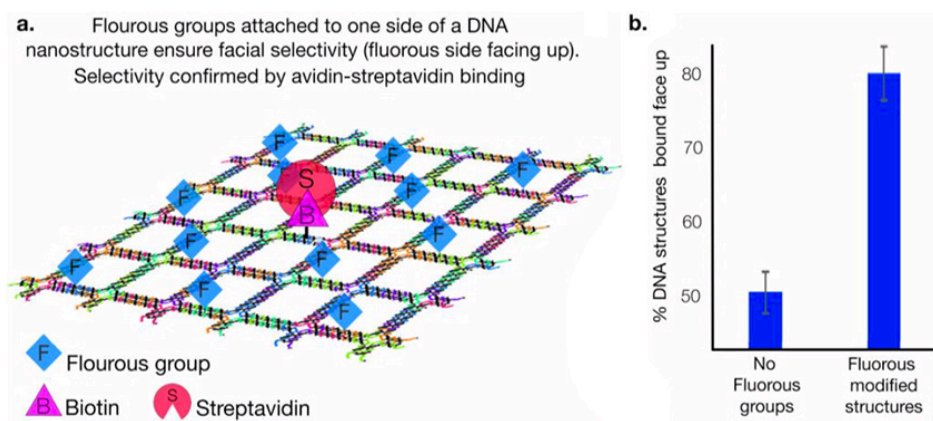 a. Flourous groups attached to one side of a DNA
nanostructure ensure facial selectivity (fluorous side facing up).
Selectivity confirmed by avidin-streptavidin binding
F
F
F
S
F
F
B
F
F
F
F
F
F
F Flourous group
B Biotin
S Streptavidin
b.
% DNA structures bound face up
80
70
60
50
No
Fluorous
groups
Fluorous
modified
structures